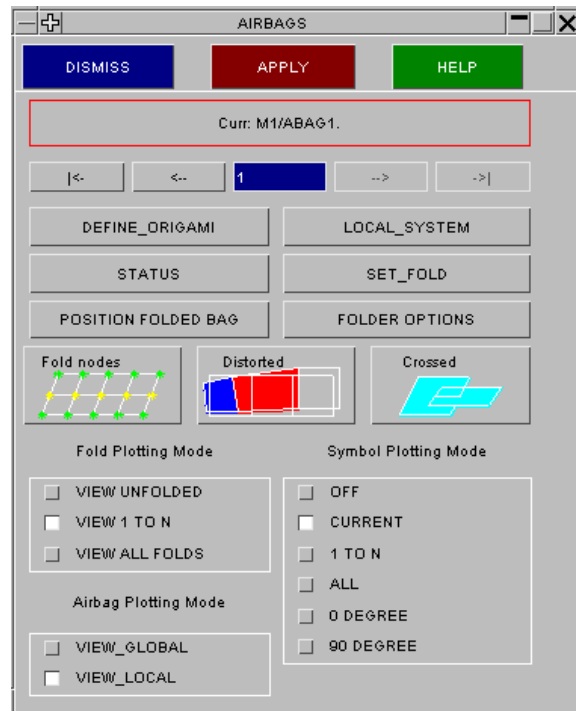 AIRBAGS
DISMISS APPLY HELP
Curr: M1/ABAG1.
|<- <-- 1 --> ->|
DEFINE_ORIGAMI LOCAL_SYSTEM
STATUS SET_FOLD
POSITION FOLDED BAG FOLDER OPTIONS
Fold nodes Distorted Crossed
Fold Plotting Mode Symbol Plotting Mode
VIEW UNFOLDED OFF
VIEW 1 TO N CURRENT
VIEW ALL FOLDS 1 TO N
ALL
Airbag Plotting Mode
0 DEGREE
VIEW_GLOBAL 90 DEGREE
VIEW_LOCAL